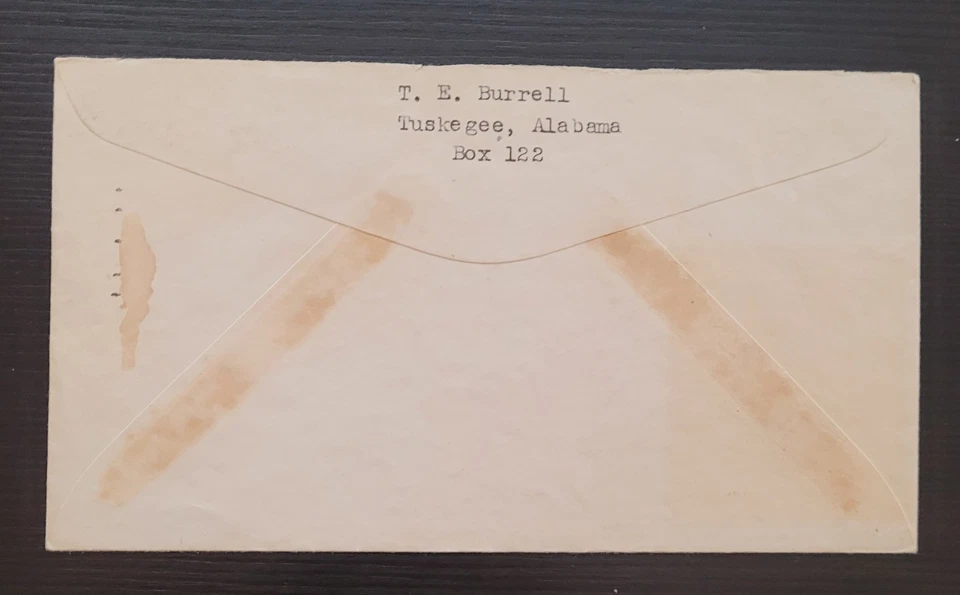 T. E. Burrell
Tuskegee, Alabama
Box 122